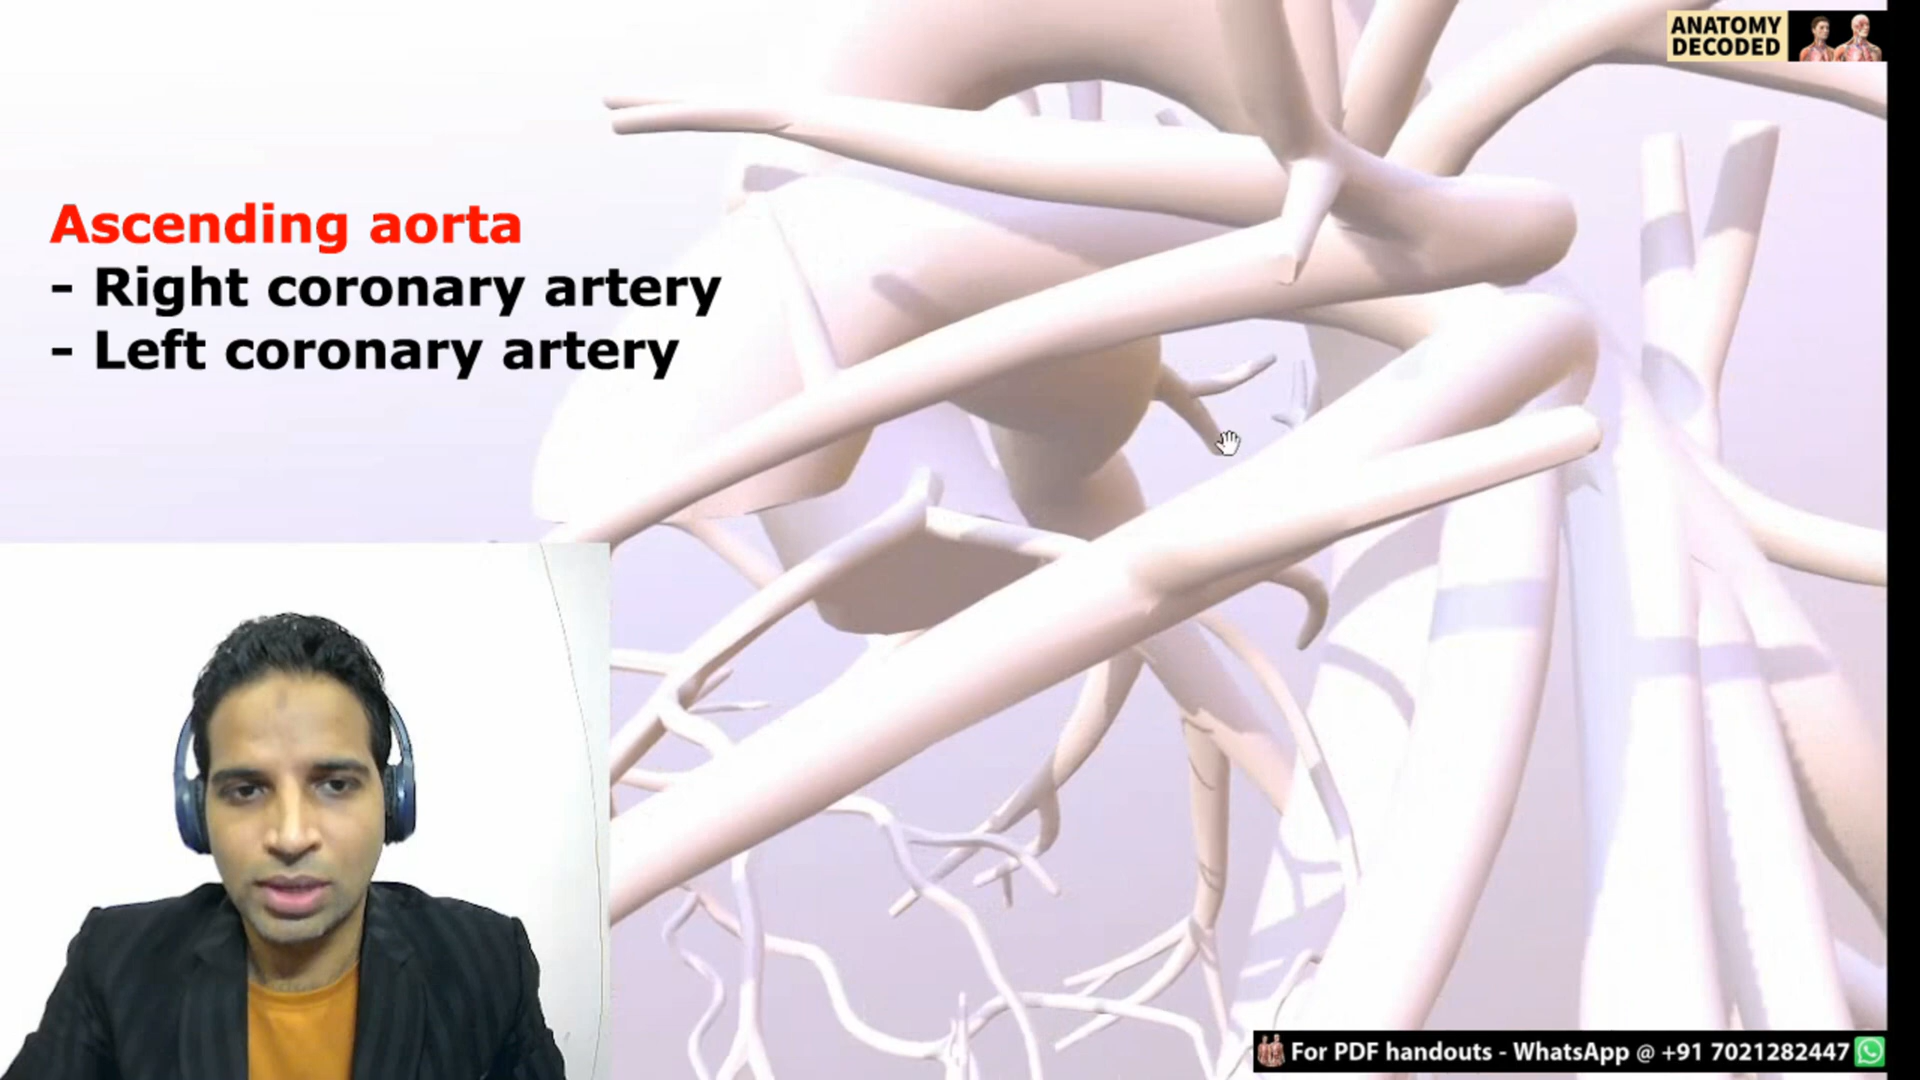 ANATOMY
DECODED
Ascending aorta
- Right coronary artery
- Left coronary artery
For PDF handouts - WhatsApp @ +91 7021282447